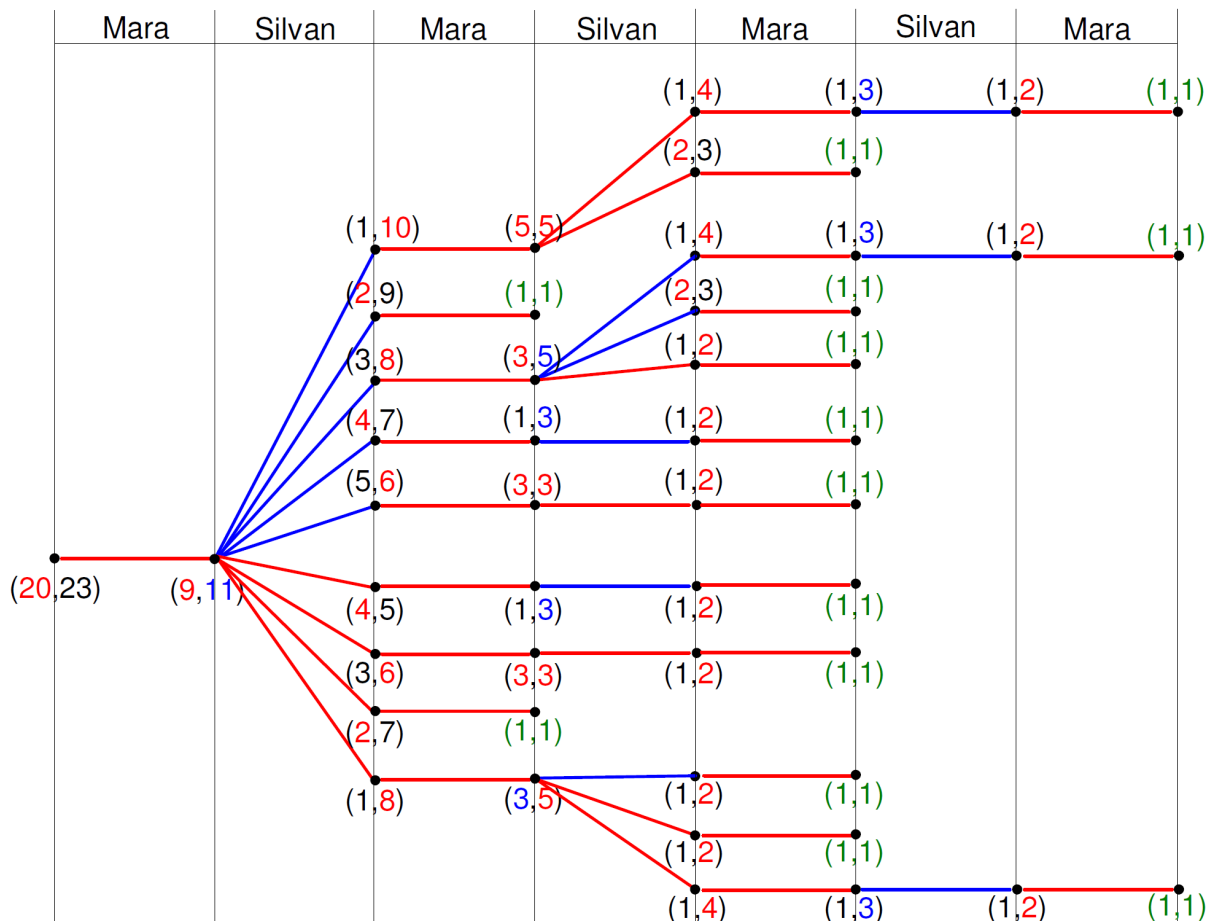 Mara Silvan Mara Silvan Mara Silvan Mara
(1,4) (1,3) (1,2) (1,1)
(2,3) (1,1)
(1,10) (5,5) (1,4) (1,3) (1,2) (1,1)
(2,9) (1,1) (2,3) (1,1)
(3,8) (3,5) (1,2) (1,1)
(4,7) (1,3) (1,2) (1,1)
(5,6) (3,3) (1,2) (1,1)
(20,23) (9,11)
(4,5) (1,3) (1,2) (1,1)
(3,6) (3,3) (1,2) (1,1)
(2,7) (1,1)
(1,8) (3,5) (1,2) (1,1)
(1,2) (1,1)
(1,4) (1,3) (1,2) (1,1)